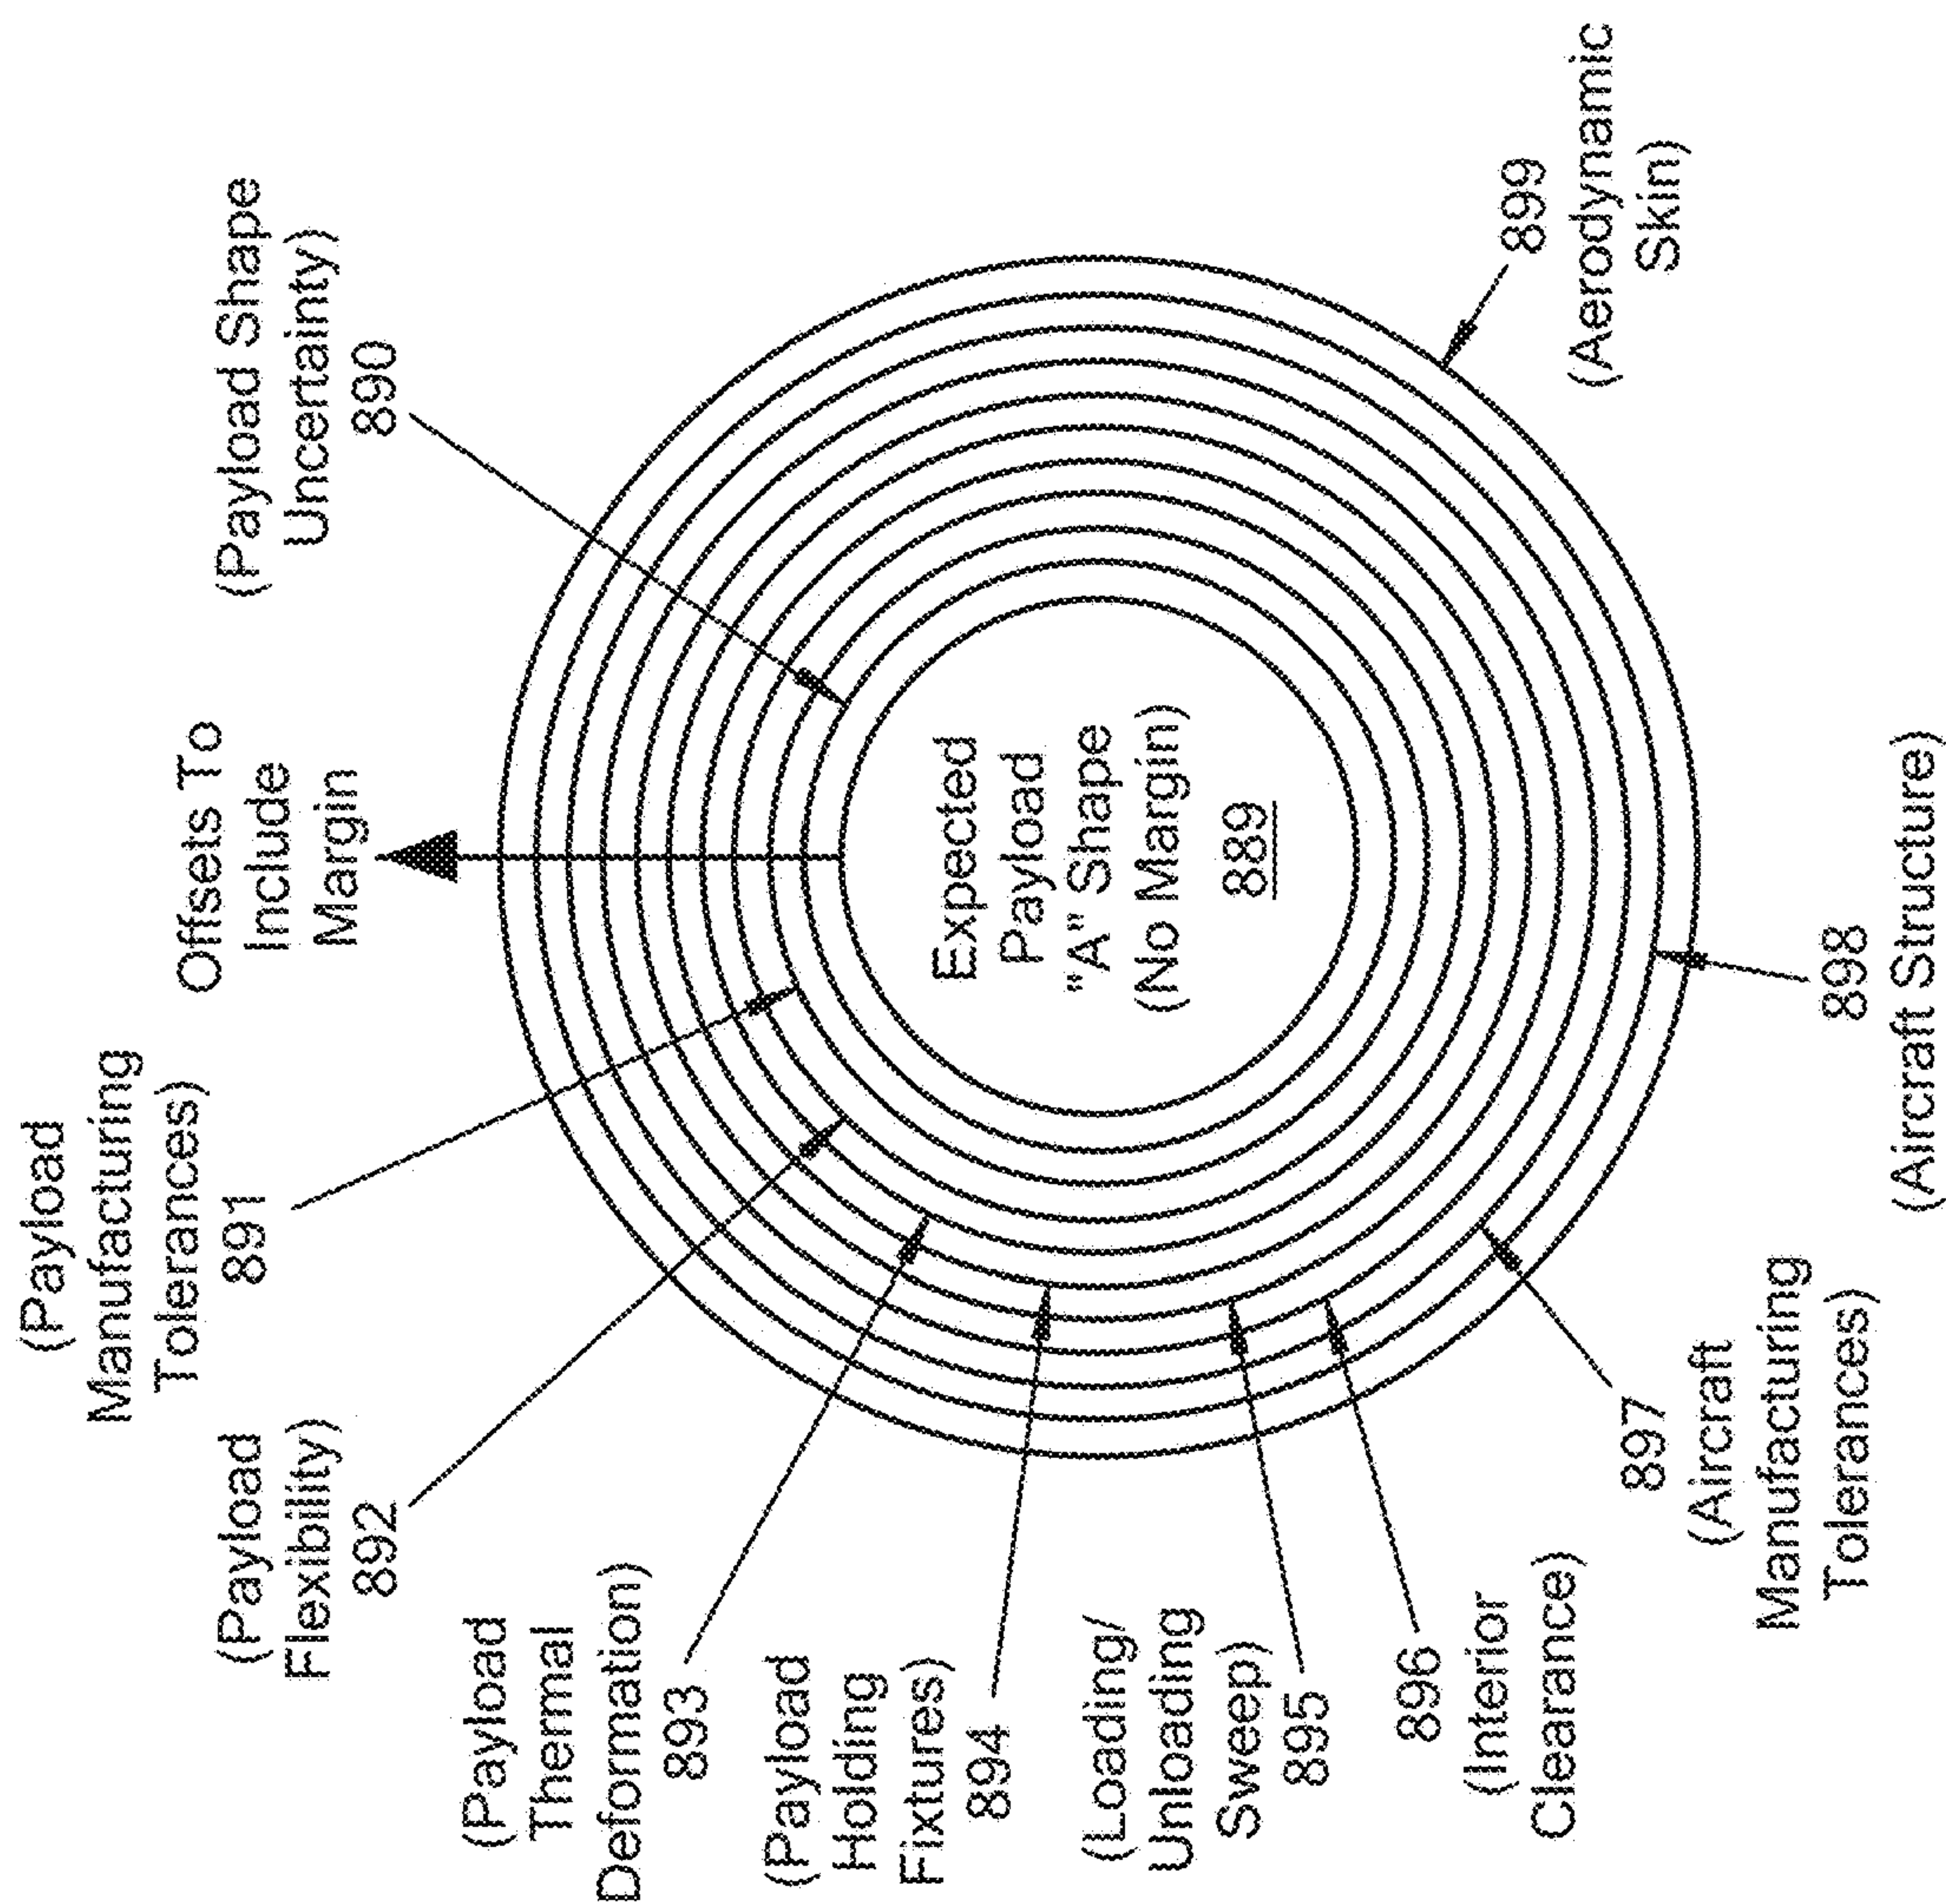 Offsets To
Include
Margin
(Payload Shape
Uncertainty)
890
(Payload
Manufacturing
Tolerances)
891
(Payload
Flexibility)
892
(Payload
Thermal
Deformation)
893
(Payload
Holding
Fixtures)
894
(Loading/
Unloading
Sweep)
895
896
(Interior
Clearance)
897
(Aircraft
Manufacturing
Tolerances)
898
(Aircraft Structure)
899
(Aerodynamic
Skin)
Expected
Payload
"A" Shape
(No Margin)
889